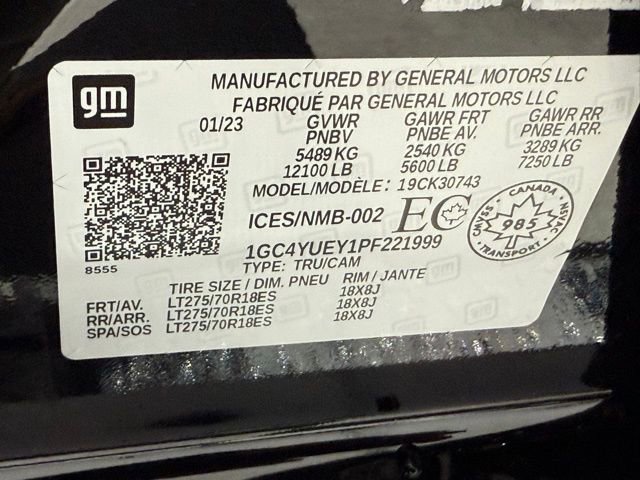 gm
MANUFACTURED BY GENERAL MOTORS LLC
FABRIQUÉ PAR GENERAL MOTORS LLC
01/23 GVWR GAWR FRT GAWR RR
PNBV PNBE AV. PNBE ARR.
5489 KG 2540 KG 3289 KG
12100 LB 5600 LB 7250 LB
MODEL/MODÈLE: 19CK30743
ICES/NMB-002 EC
CANADA
CMVSS 985 NSVAC
TRANSPORT
1GC4YUEY1PF221999
8555
TYPE: TRU/CAM
TIRE SIZE / DIM. PNEU RIM / JANTE
FRT/AV. LT275/70R18ES 18X8J
RR/ARR. LT275/70R18ES 18X8J
SPA/SOS LT275/70R18ES 18X8J